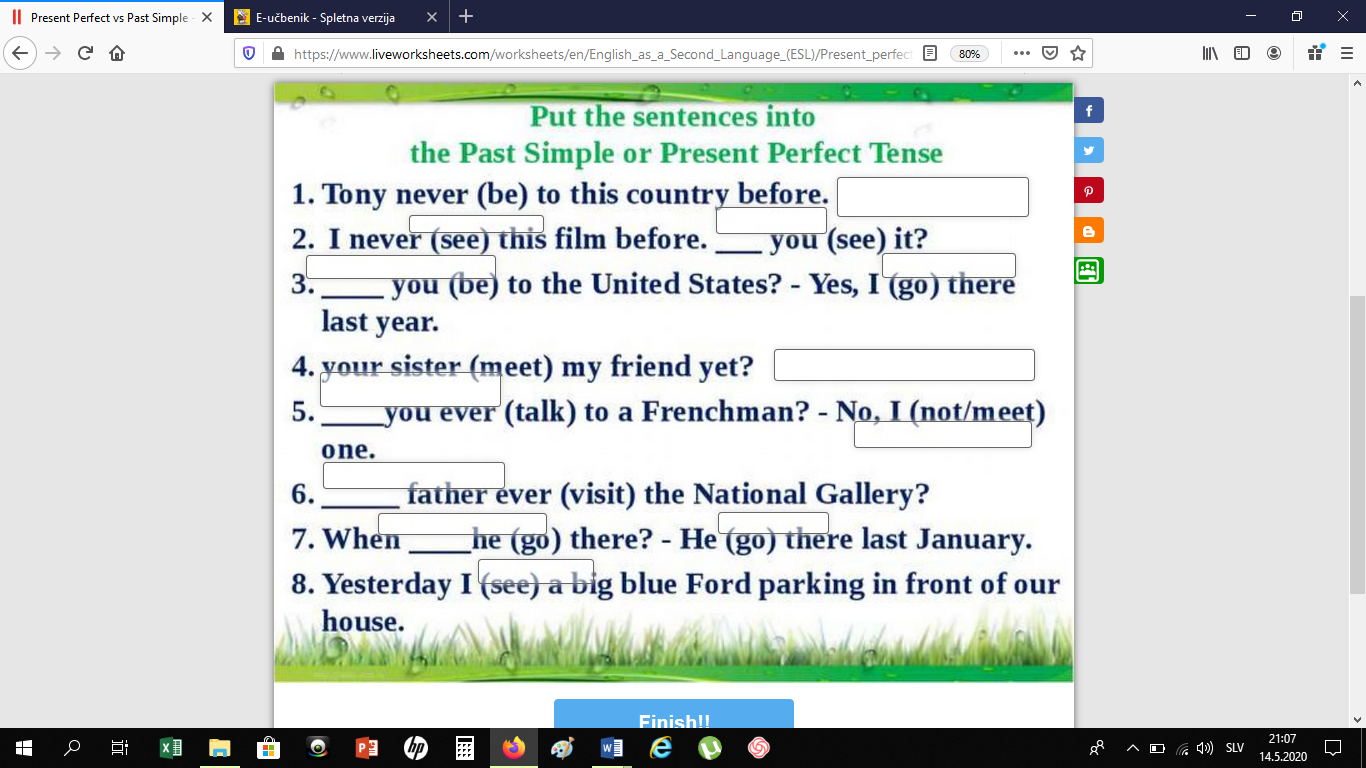 Present Perfect vs Past Simple -
E-učbenik - Spletna verzija
https://www.liveworksheets.com/worksheets/en/English_as_a_Second_Language_(ESL)/Present_perfect
80%
Put the sentences into
the Past Simple or Present Perfect Tense
1. Tony never (be) to this country before.
2. I never (see) this film before. ___ you (see) it?
3. ____ you (be) to the United States? - Yes, I (go) there
last year.
4. your sister (meet) my friend yet?
5. ____you ever (talk) to a Frenchman? - No, I (not/meet)
one.
6. _____ father ever (visit) the National Gallery?
7. When ____he (go) there? - He (go) there last January.
8. Yesterday I (see) a big blue Ford parking in front of our
house.
Finish!!
SLV
21:07
14.5.2020